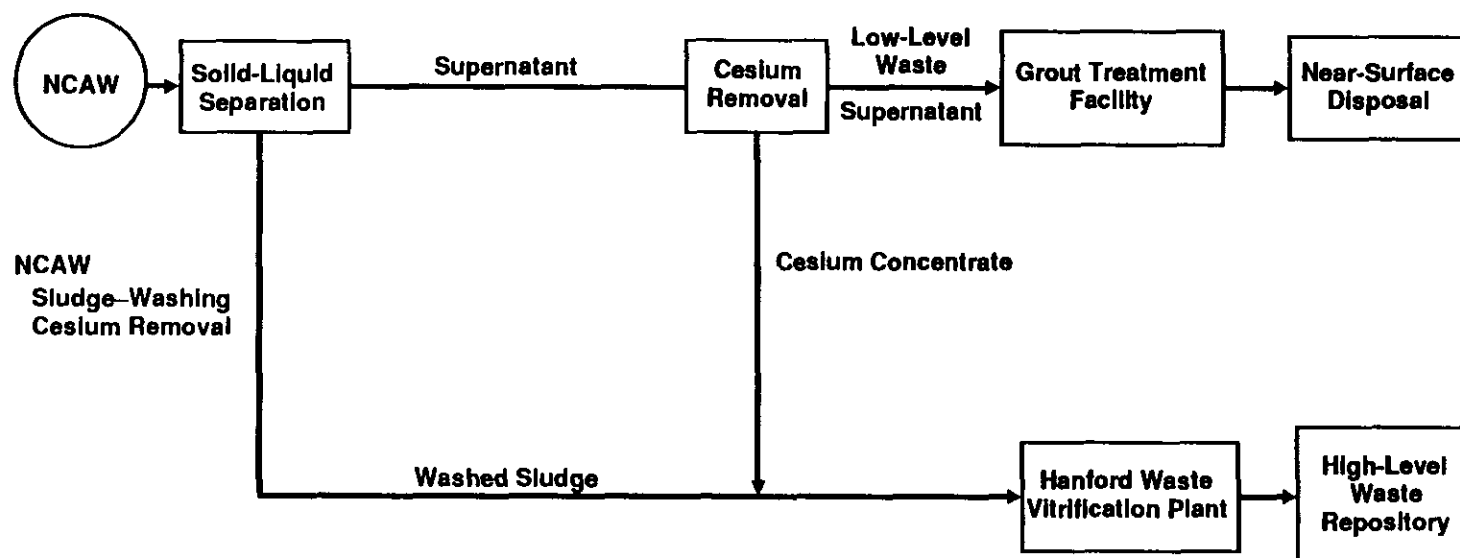 NCAW
Solid-Liquid
Separation
Supernatant
Cesium
Removal
Low-Level
Waste
Supernatant
Grout Treatment
Facility
Near-Surface
Disposal
NCAW
Sludge–Washing
Cesium Removal
Cesium Concentrate
Washed Sludge
Hanford Waste
Vitrification Plant
High-Level
Waste
Repository